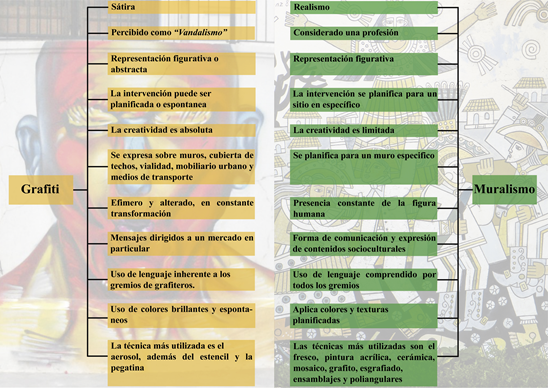 Grafiti
Sátira
Percibido como “Vandalismo”
Representación figurativa o
abstracta
La intervención puede ser
planificada o espontanea
La creatividad es absoluta
Se expresa sobre muros, cubierta de
techos, vialidad, mobiliario urbano y
medios de transporte
Efímero y alterado, en constante
transformación
Mensajes dirigidos a un mercado en
particular
Uso de lenguaje inherente a los
gremios de grafiteros.
Uso de colores brillantes y esponta-
neos
La técnica más utilizada es el
aerosol, además del estencil y la
pegatina
Muralismo
Realismo
Considerado una profesión
Representación figurativa
La intervención se planifica para un
sitio en específico
La creatividad es limitada
Se planifica para un muro específico
Presencia constante de la figura
humana
Forma de comunicación y expresión
de contenidos socioculturales
Uso de lenguaje comprendido por
todos los gremios
Aplica colores y texturas
planificadas
Las técnicas más utilizadas son el
fresco, pintura acrílica, cerámica,
mosaico, grafito, esgrafiado,
ensamblajes y poliangulares